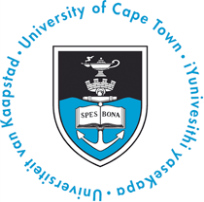 University of Cape Town · iYunivesithi yaseKapa · Universiteit van Kaapstad ·
SPES BONA